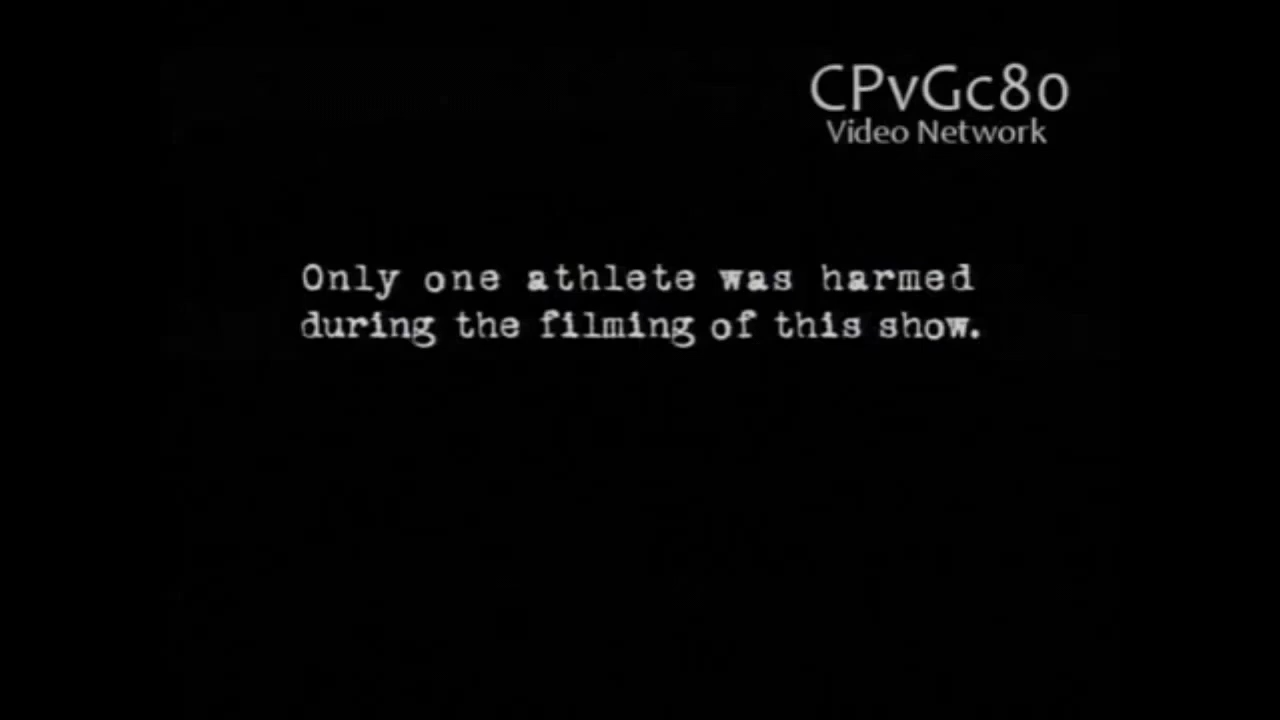 CPvGc80
Video Network
Only one athlete was harmed
during the filming of this show.